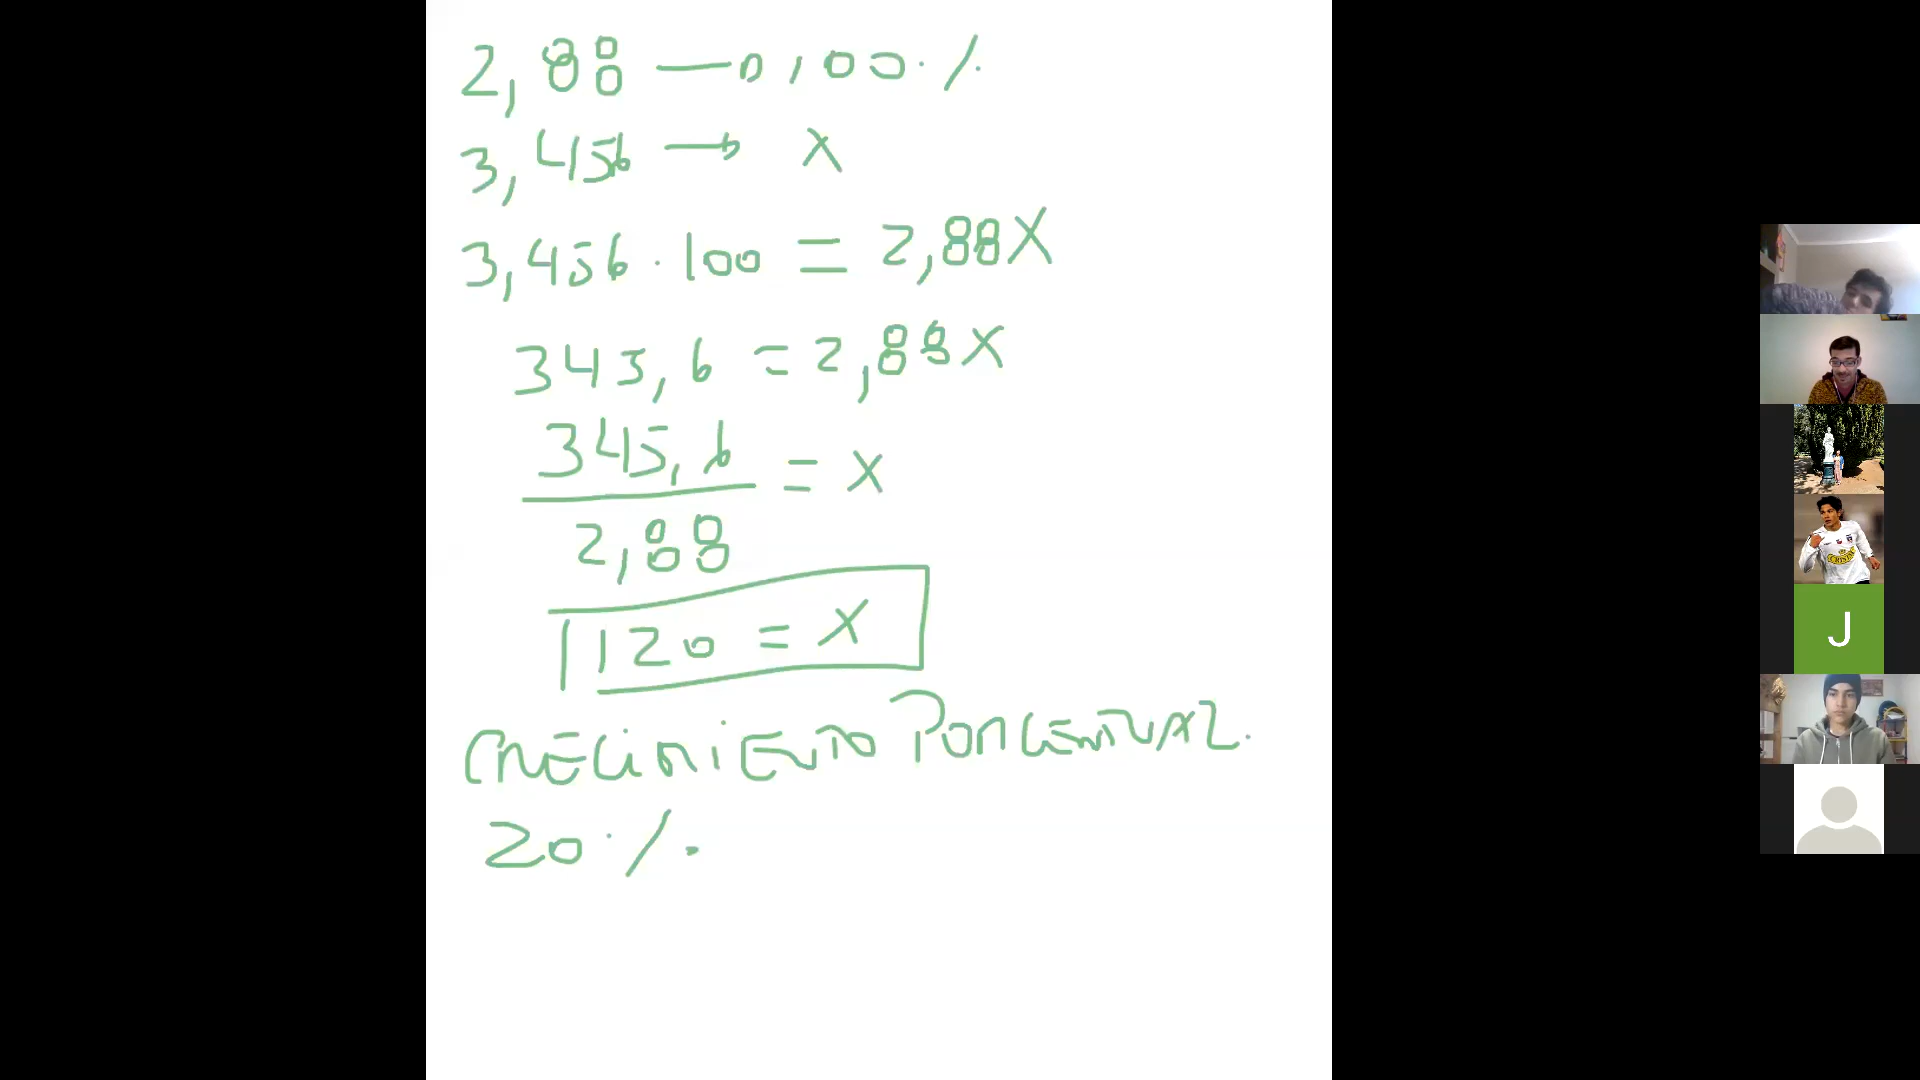 2,88 → 100 %
3,456 → X
3,456 · 100 = 2,88X
345,6 = 2,88X
345,6
= X
2,88
120 = X
CRECIMIENTO PORCENTUAL.
20 %
CRISTAL
J